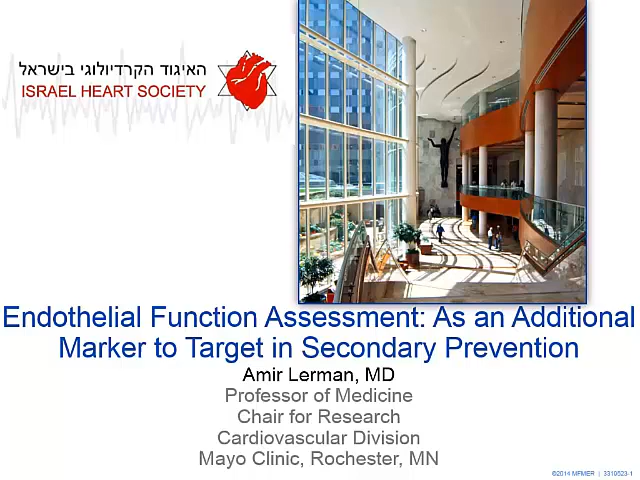 האיגוד הקרדיולוגי בישראל
ISRAEL HEART SOCIETY
Endothelial Function Assessment: As an Additional
Marker to Target in Secondary Prevention
Amir Lerman, MD
Professor of Medicine
Chair for Research
Cardiovascular Division
Mayo Clinic, Rochester, MN
©2014 MFMER | 3310523-1